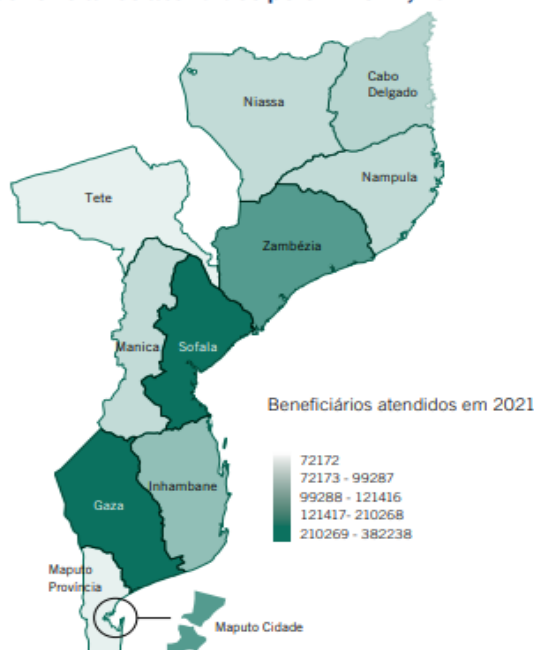 Cabo
Delgado
Niassa
Nampula
Tete
Zambézia
Manica
Sofala
Beneficiários atendidos em 2021
72172
72173 - 99287
99288 - 121416
121417- 210268
210269 - 382238
Inhambane
Gaza
Maputo
Província
Maputo Cidade